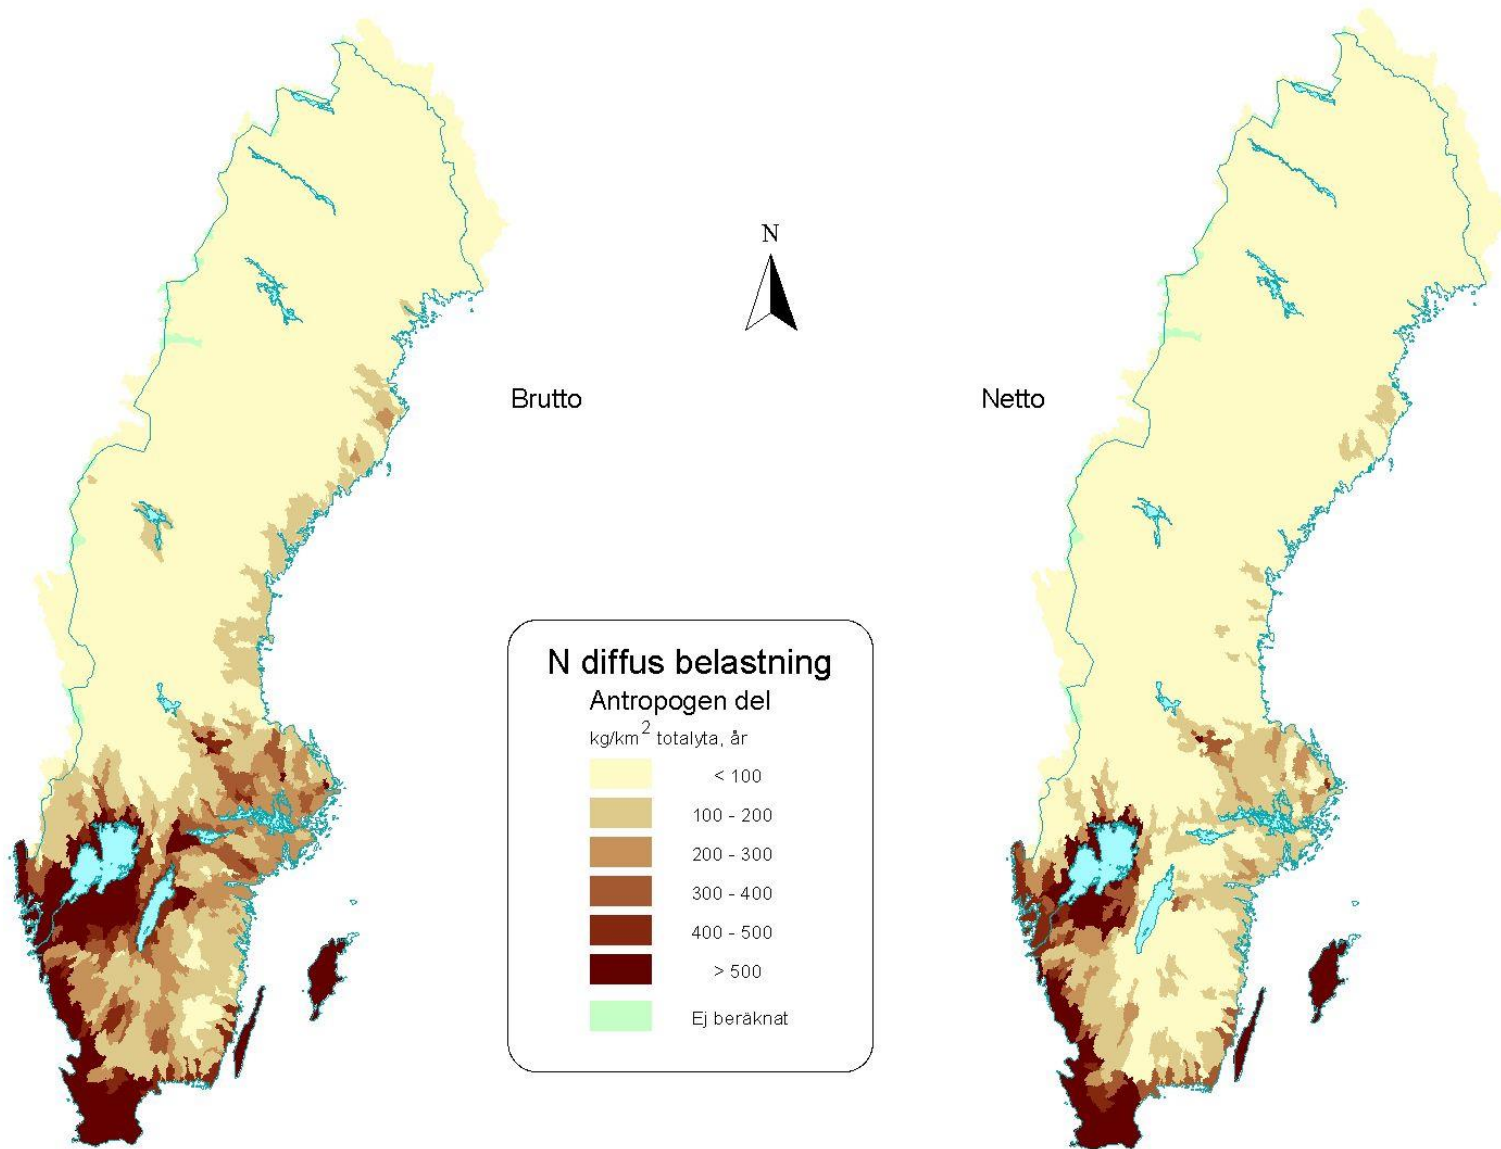 N
Brutto
Netto
N diffus belastning
Antropogen del
kg/km² totalyta, år
< 100
100 - 200
200 - 300
300 - 400
400 - 500
> 500
Ej beräknat